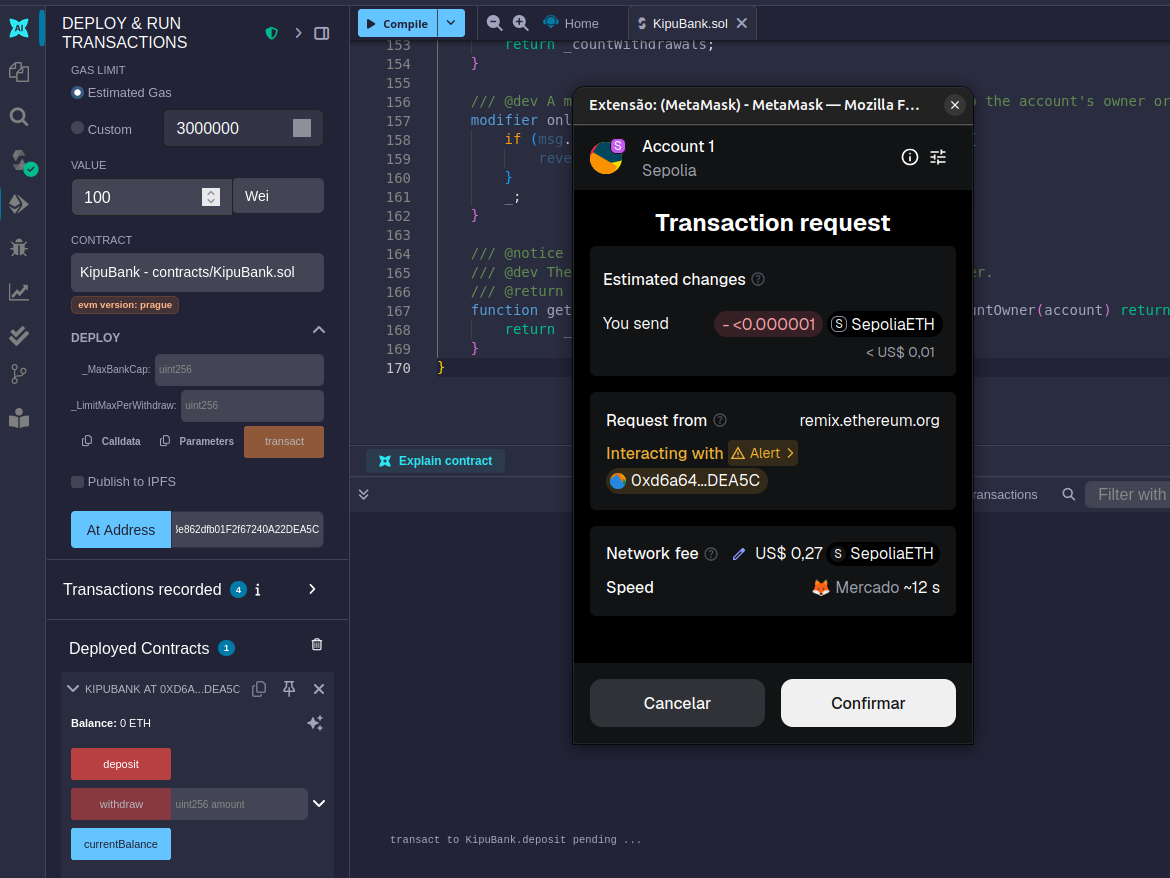 DEPLOY & RUN
TRANSACTIONS
GAS LIMIT
Estimated Gas
Custom
3000000
VALUE
100
Wei
CONTRACT
KipuBank - contracts/KipuBank.sol
evm version: prague
DEPLOY
_MaxBankCap:
uint256
_LimitMaxPerWithdraw:
uint256
Calldata
Parameters
transact
Publish to IPFS
At Address
3e862dfb01F2f67240A22DEA5C
Transactions recorded
4
i
Deployed Contracts
1
KIPUBANK AT 0XD6A...DEA5C
Balance: 0 ETH
deposit
withdraw
uint256 amount
currentBalance
Compile
Home
KipuBank.sol
153 return _countWithdrawals;
154 }
155
156 /// @dev A m
the account's owner or
157 modifier onl
158 if (msg.
159 reve
160 }
161 _;
162 }
163
164 /// @notice
165 /// @dev The
er.
166 /// @return
167 function get
untOwner(account) return
168 return _
169 }
170 }
Explain contract
ransactions
Filter with
transact to KipuBank.deposit pending ...
Extensão: (MetaMask) - MetaMask — Mozilla F...
S
Account 1
Sepolia
Transaction request
Estimated changes
You send
- <0.000001
S
SepoliaETH
< US$ 0,01
Request from
remix.ethereum.org
Interacting with
Alert
0xd6a64...DEA5C
Network fee
US$ 0,27
S
SepoliaETH
Speed
Mercado ~12 s
Cancelar
Confirmar